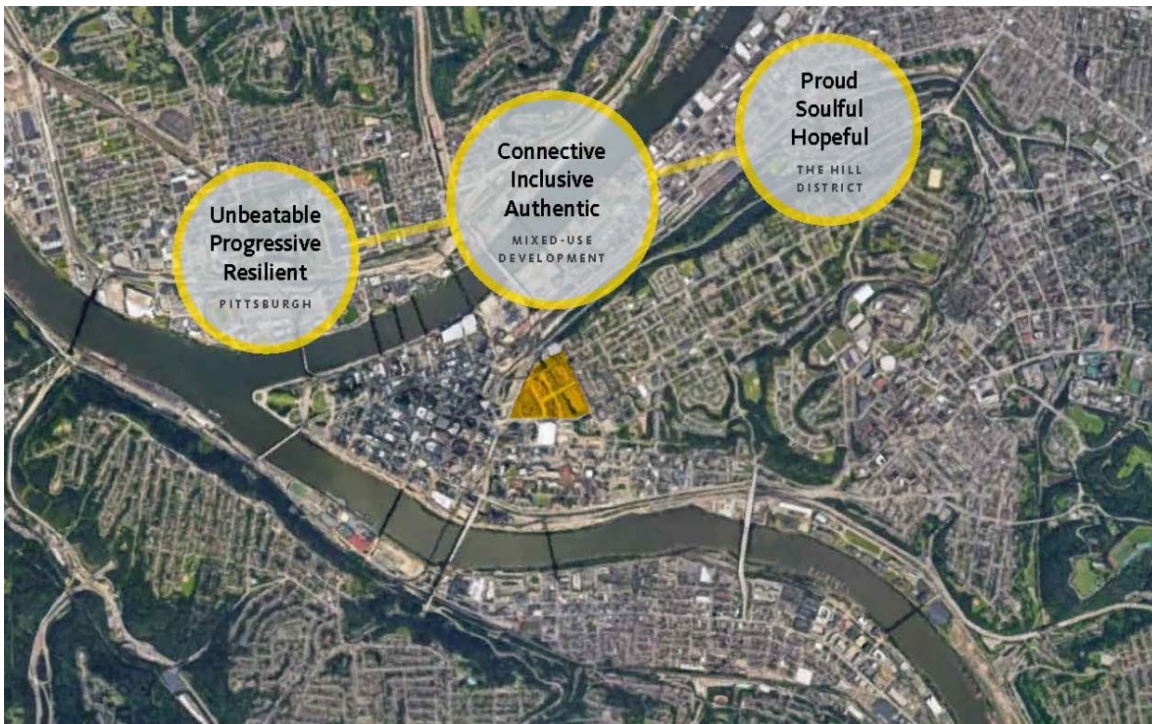 Unbeatable
Progressive
Resilient
PITTSBURGH
Connective
Inclusive
Authentic
MIXED-USE
DEVELOPMENT
Proud
Soulful
Hopeful
THE HILL
DISTRICT